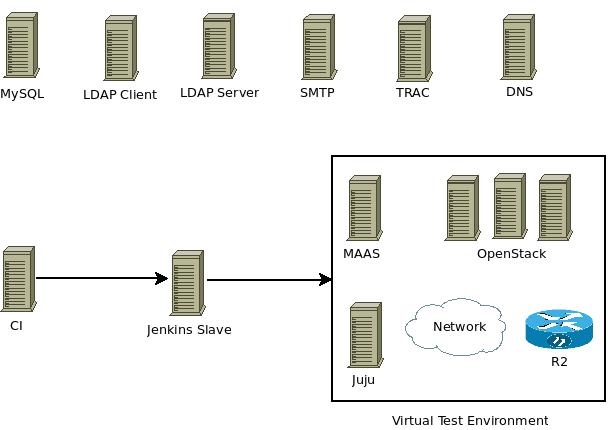 MySQL
LDAP Client
LDAP Server
SMTP
TRAC
DNS
MAAS
OpenStack
CI
Jenkins Slave
Network
Juju
R2
Virtual Test Environment